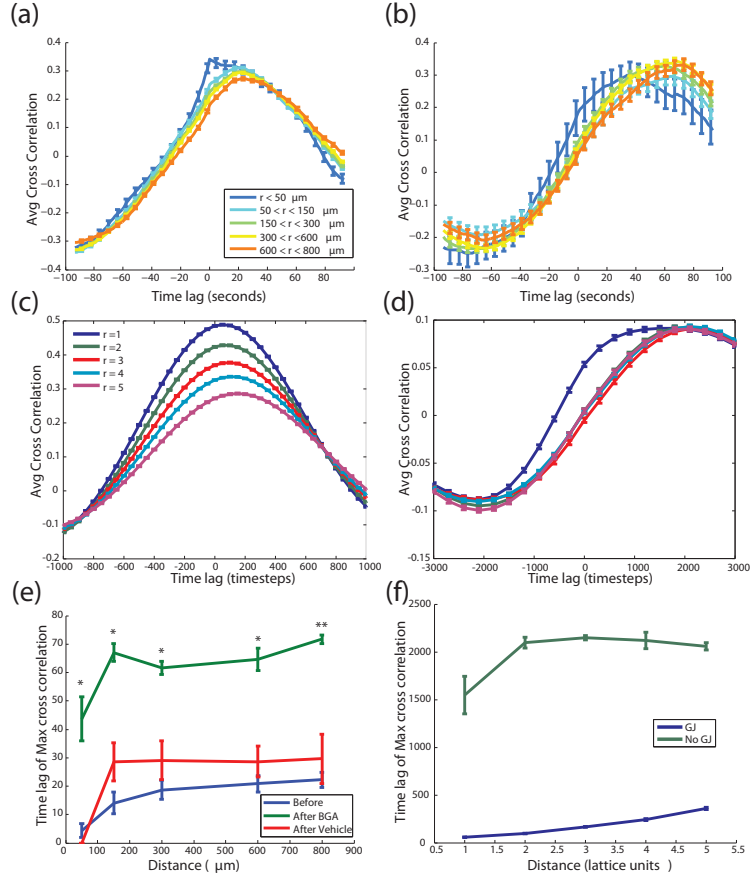 (a)
Avg Cross Correlation
0.4
0.3
0.2
0.1
0
−0.1
−0.2
−0.3
0.4
-100 -80 -60 -40 -20 0 20 40 60 80 100
Time lag (seconds)
r < 50 μm
50 < r < 150 μm
150 < r < 300 μm
300 < r <600 μm
600 < r < 800 μm
(b)
Avg Cross Correlation
0.4
0.3
0.2
0.1
0
-0.1
-0.2
-0.3
-100 -80 -60 -40 -20 0 20 40 60 80 100
Time lag (seconds)
(c)
Avg Cross Correlation
0.5
0.4
0.3
0.2
0.1
0
-0.1
0.2
-1000 -800 -600 -400 -200 0 200 400 600 800 1000
Time lag (timesteps)
r =1
r =2
r = 3
r = 4
r = 5
(d)
Avg Cross Correlation
0.1
0.05
0
-0.05
0.1
-3000 -2000 -1000 0 1000 2000 3000
Time lag (timesteps)
(e)
Time lag of Max cross correlation
80
70
60
50
40
30
20
10
0
0 100 200 300 400 500 600 700 800 900
Distance ( μm)
* * * * **
Before
After BGA
After Vehicle
(f)
Time lag of Max cross correlation
2500
2000
1500
1000
500
0
0.5 1 1.5 2 2.5 3 3.5 4 4.5 5 5.5
Distance (lattice units )
GJ
No GJ